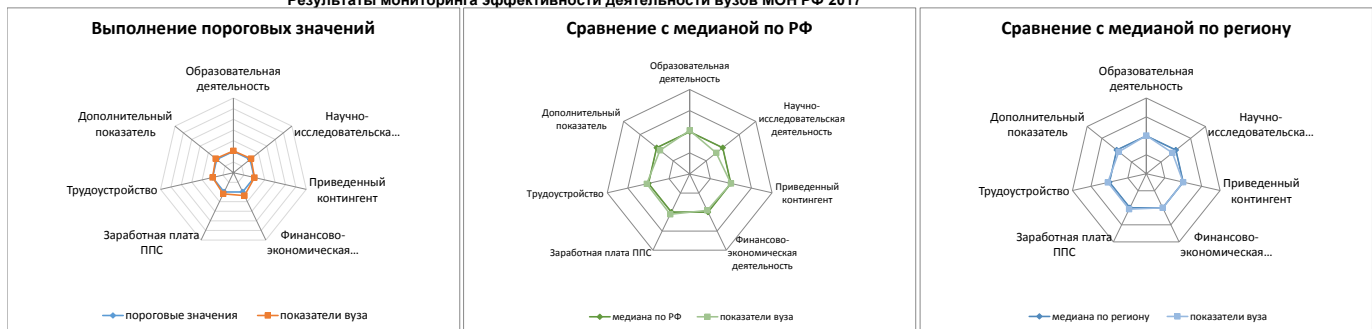 Результаты мониторинга эффективности деятельности вузов МОН РФ 2017
Выполнение пороговых значений
Образовательная
деятельность
Научно-
исследовательска…
Приведенный
контингент
Финансово-
экономическая…
Заработная плата
ППС
Трудоустройство
Дополнительный
показатель
пороговые значения
показатели вуза
Сравнение с медианой по РФ
Образовательная
деятельность
Научно-
исследовательская
деятельность
Приведенный
контингент
Финансово-
экономическая
деятельность
Заработная плата ППС
Трудоустройство
Дополнительный
показатель
медиана по РФ
показатели вуза
Сравнение с медианой по региону
Образовательная
деятельность
Научно-
исследовательска…
Приведенный
контингент
Финансово-
экономическая…
Заработная плата
ППС
Трудоустройство
Дополнительный
показатель
медиана по региону
показатели вуза